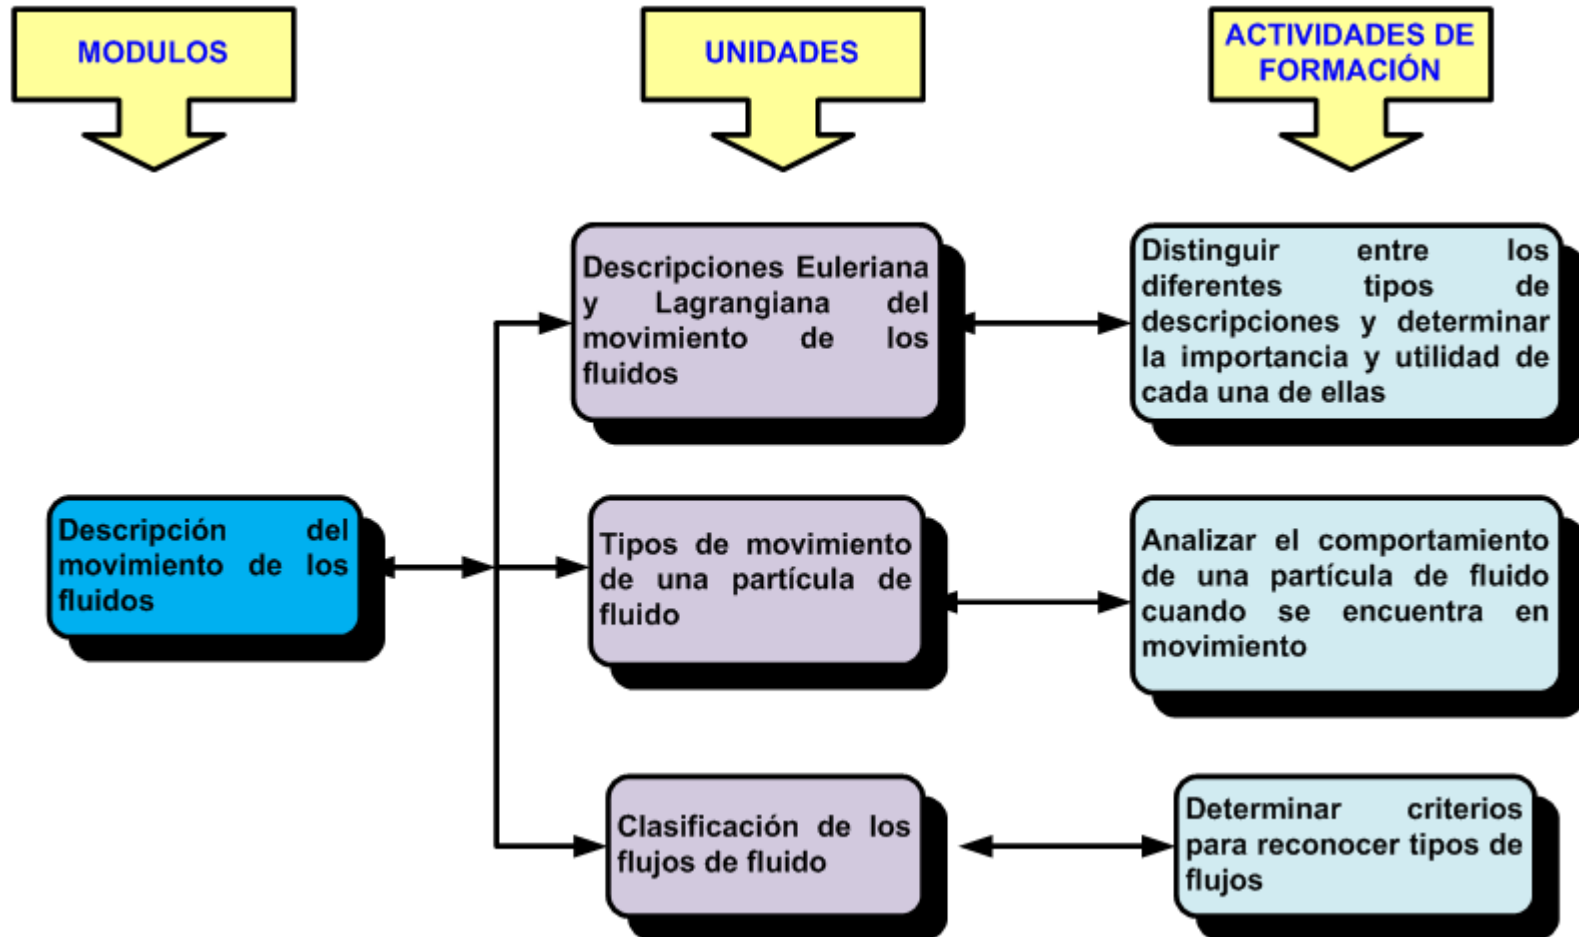 MODULOS
UNIDADES
ACTIVIDADES DE
FORMACIÓN
Descripciones Euleriana
y Lagrangiana del
movimiento de los
fluidos
Distinguir entre los
diferentes tipos de
descripciones y determinar
la importancia y utilidad de
cada una de ellas
Descripción del
movimiento de los
fluidos
Tipos de movimiento
de una partícula de
fluido
Analizar el comportamiento
de una partícula de fluido
cuando se encuentra en
movimiento
Clasificación de los
flujos de fluido
Determinar criterios
para reconocer tipos de
flujos